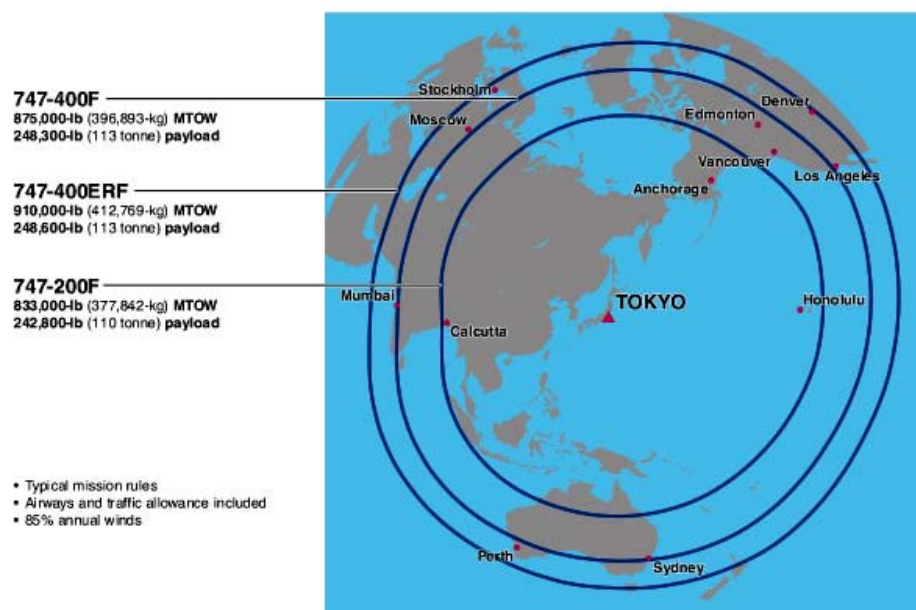 747-400F
875,000-lb (396,893-kg) MTOW
248,300-lb (113 tonne) payload
747-400ERF
910,000-lb (412,769-kg) MTOW
248,600-lb (113 tonne) payload
747-200F
833,000-lb (377,842-kg) MTOW
242,800-lb (110 tonne) payload
• Typical mission rules
• Airways and traffic allowance included
• 85% annual winds
Stockholm
Moscow
Denver
Edmonton
Vancouver
Los Angeles
Anchorage
Mumbai
TOKYO
Honolulu
Calcutta
Perth
Sydney